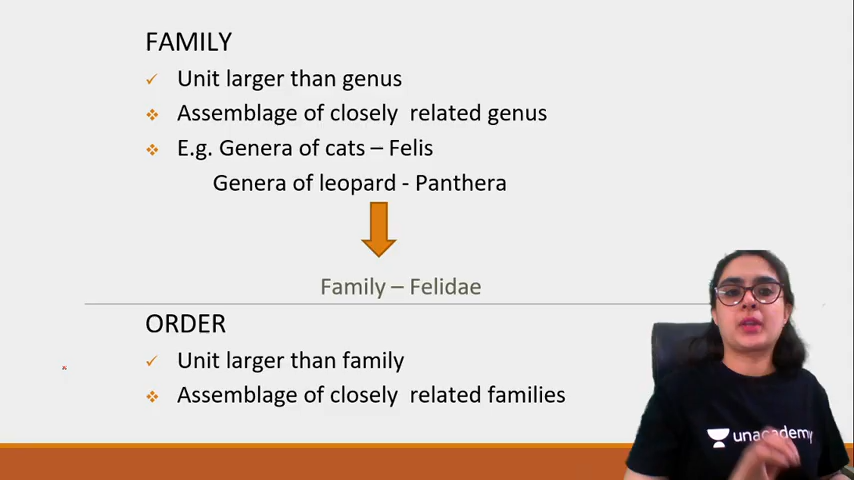 FAMILY
Unit larger than genus
Assemblage of closely related genus
E.g. Genera of cats – Felis
Genera of leopard - Panthera
Family – Felidae
ORDER
Unit larger than family
Assemblage of closely related families
unacademy